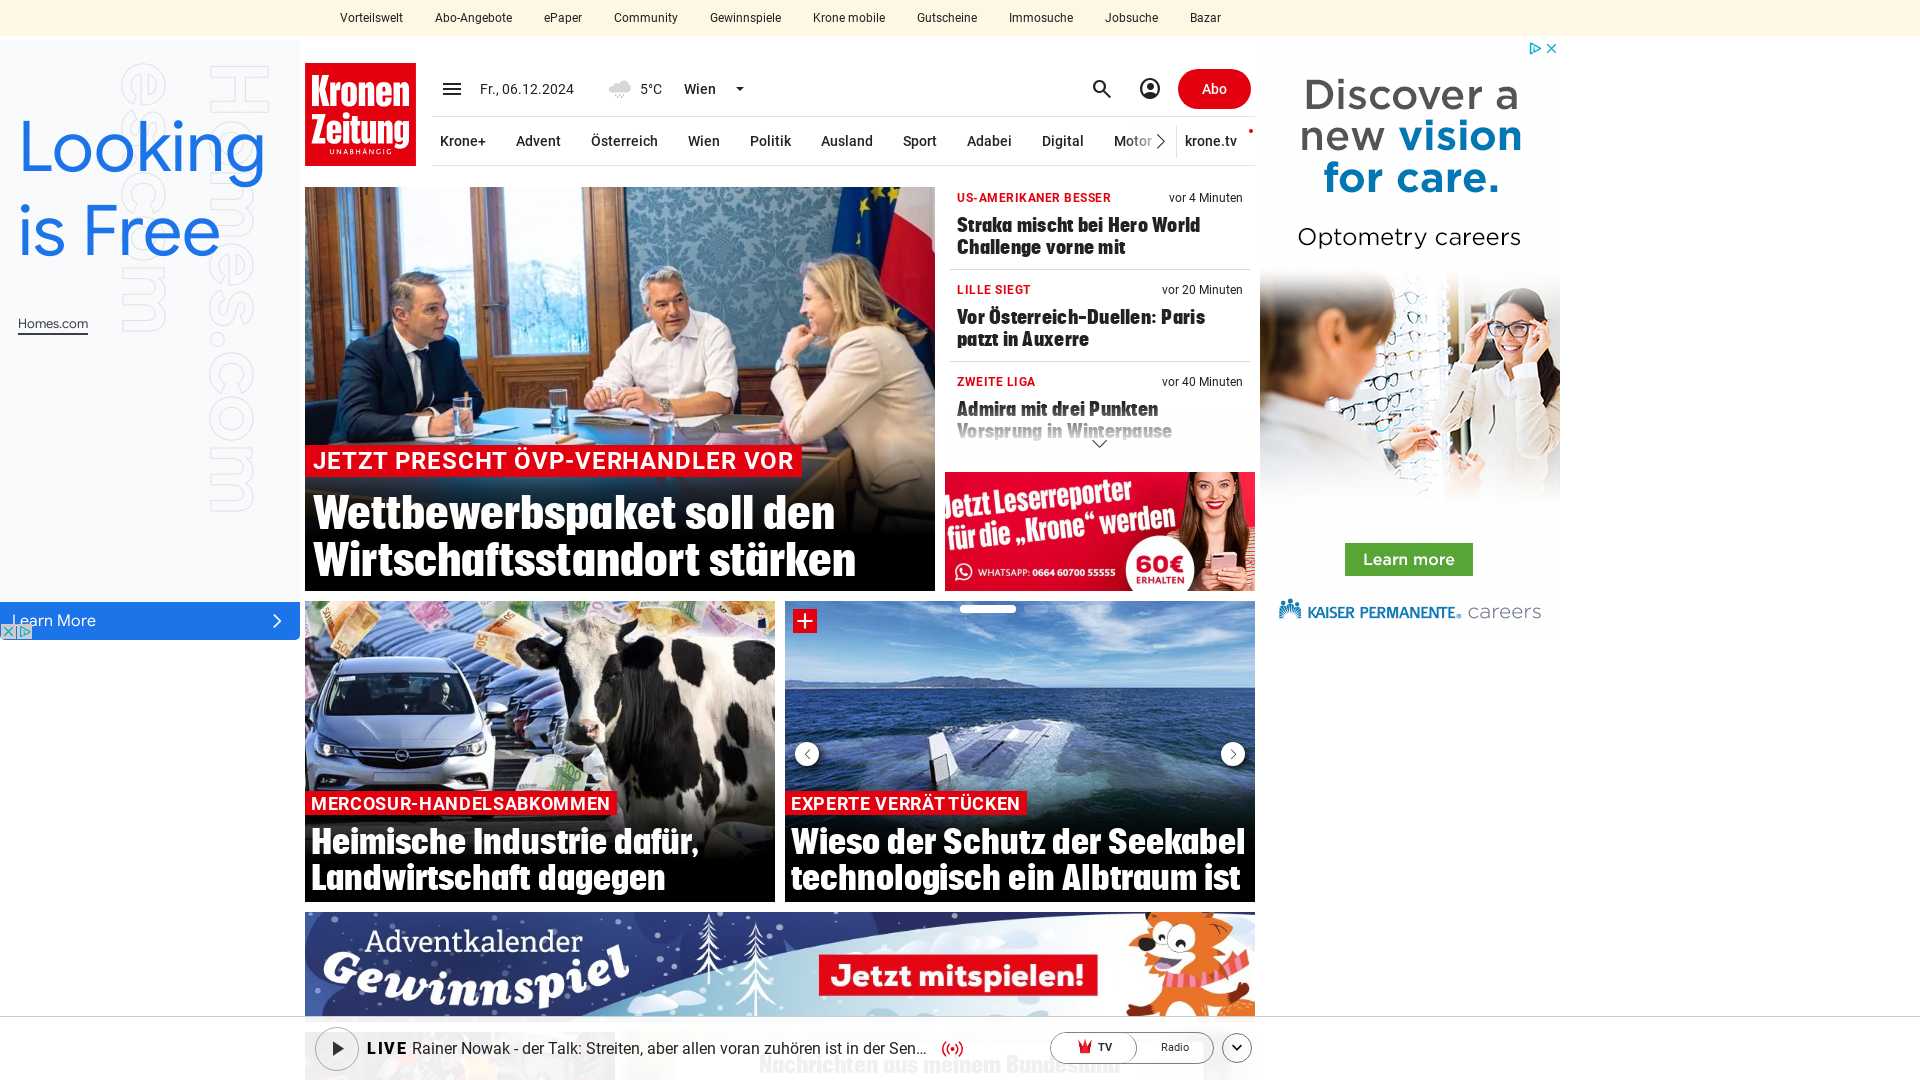 Vorteilswelt
Abo-Angebote
ePaper
Community
Gewinnspiele
Krone mobile
Gutscheine
Immosuche
Jobsuche
Bazar
Homes.com
es.com
Looking
is Free
Homes.com
Learn More
Kronen
Zeitung
UNABHÄNGIG
Fr., 06.12.2024
5°C
Wien
Abo
Krone+
Advent
Österreich
Wien
Politik
Ausland
Sport
Adabei
Digital
Motor
krone.tv
JETZT PRESCHT ÖVP-VERHANDLER VOR
Wettbewerbspaket soll den
Wirtschaftsstandort stärken
US-AMERIKANER BESSER
vor 4 Minuten
Straka mischt bei Hero World
Challenge vorne mit
LILLE SIEGT
vor 20 Minuten
Vor Österreich-Duellen: Paris
patzt in Auxerre
ZWEITE LIGA
vor 40 Minuten
Admira mit drei Punkten
Vorsprung in Winterpause
Jetzt Leserreporter
für die „Krone“ werden
WHATSAPP: 0664 60700 55555
60€
ERHALTEN
MERCOSUR-HANDELSABKOMMEN
Heimische Industrie dafür,
Landwirtschaft dagegen
EXPERTE VERRÄT TÜCKEN
Wieso der Schutz der Seekabel
technologisch ein Albtraum ist
Adventkalender
Gewinnspiel
Jetzt mitspielen!
LIVE Rainer Nowak - der Talk: Streiten, aber allen voran zuhören ist in der Sen...
TV
Radio
Nachrichten aus meinem Bundesland
Discover a
new vision
for care.
Optometry careers
Learn more
KAISER PERMANENTE® careers